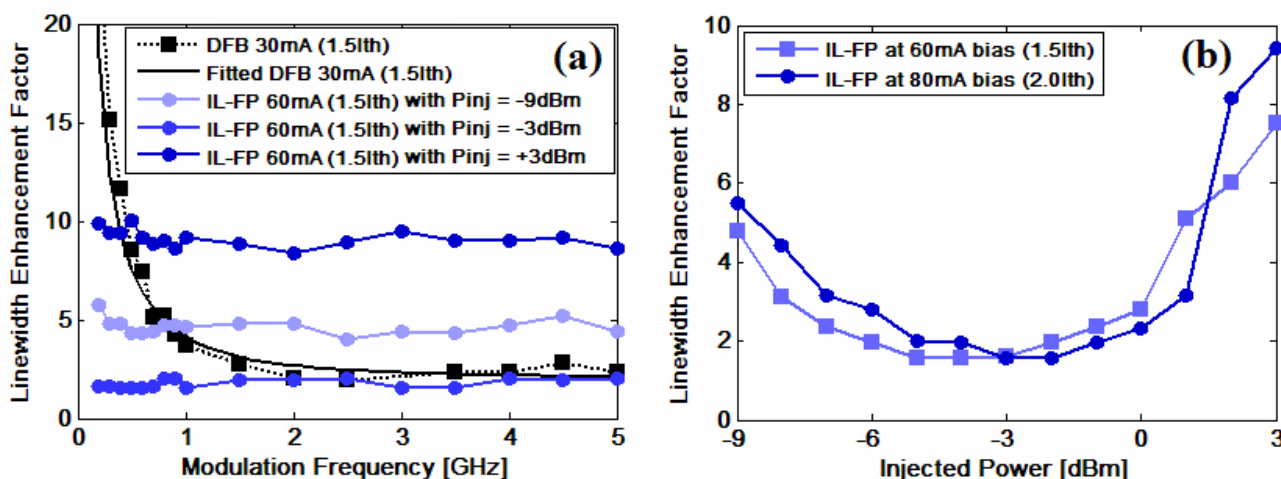 20
15
10
5
0
0
1
2
3
4
5
Linewidth Enhancement Factor
Modulation Frequency [GHz]
DFB 30mA (1.5Ith)
Fitted DFB 30mA (1.5Ith)
IL-FP 60mA (1.5Ith) with Pinj = -9dBm
IL-FP 60mA (1.5Ith) with Pinj = -3dBm
IL-FP 60mA (1.5Ith) with Pinj = +3dBm
(a)
10
8
6
4
2
0
-9
-6
-3
0
3
Linewidth Enhancement Factor
Injected Power [dBm]
IL-FP at 60mA bias (1.5Ith)
IL-FP at 80mA bias (2.0Ith)
(b)